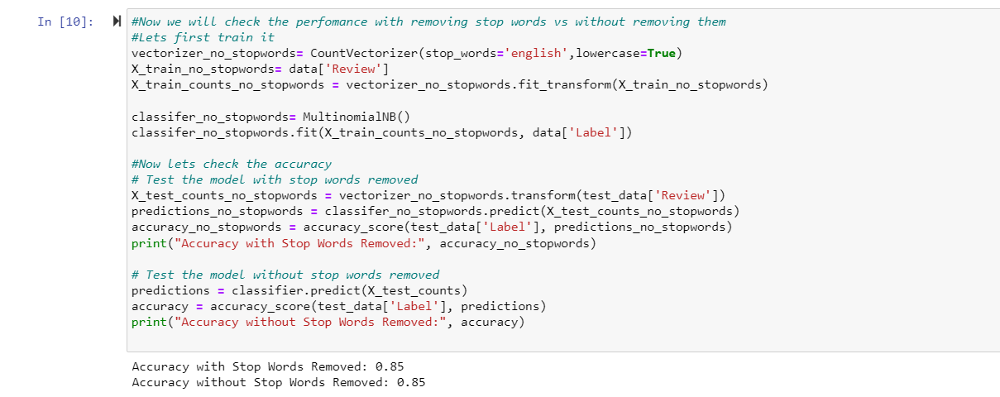 In [10]:
#Now we will check the perfomance with removing stop words vs without removing them
#Lets first train it
vectorizer_no_stopwords= CountVectorizer(stop_words='english',lowercase=True)
X_train_no_stopwords= data['Review']
X_train_counts_no_stopwords = vectorizer_no_stopwords.fit_transform(X_train_no_stopwords)
classifer_no_stopwords= MultinomialNB()
classifer_no_stopwords.fit(X_train_counts_no_stopwords, data['Label'])
#Now lets check the accuracy
# Test the model with stop words removed
X_test_counts_no_stopwords = vectorizer_no_stopwords.transform(test_data['Review'])
predictions_no_stopwords = classifer_no_stopwords.predict(X_test_counts_no_stopwords)
accuracy_no_stopwords = accuracy_score(test_data['Label'], predictions_no_stopwords)
print("Accuracy with Stop Words Removed:", accuracy_no_stopwords)
# Test the model without stop words removed
predictions = classifier.predict(X_test_counts)
accuracy = accuracy_score(test_data['Label'], predictions)
print("Accuracy without Stop Words Removed:", accuracy)
Accuracy with Stop Words Removed: 0.85
Accuracy without Stop Words Removed: 0.85